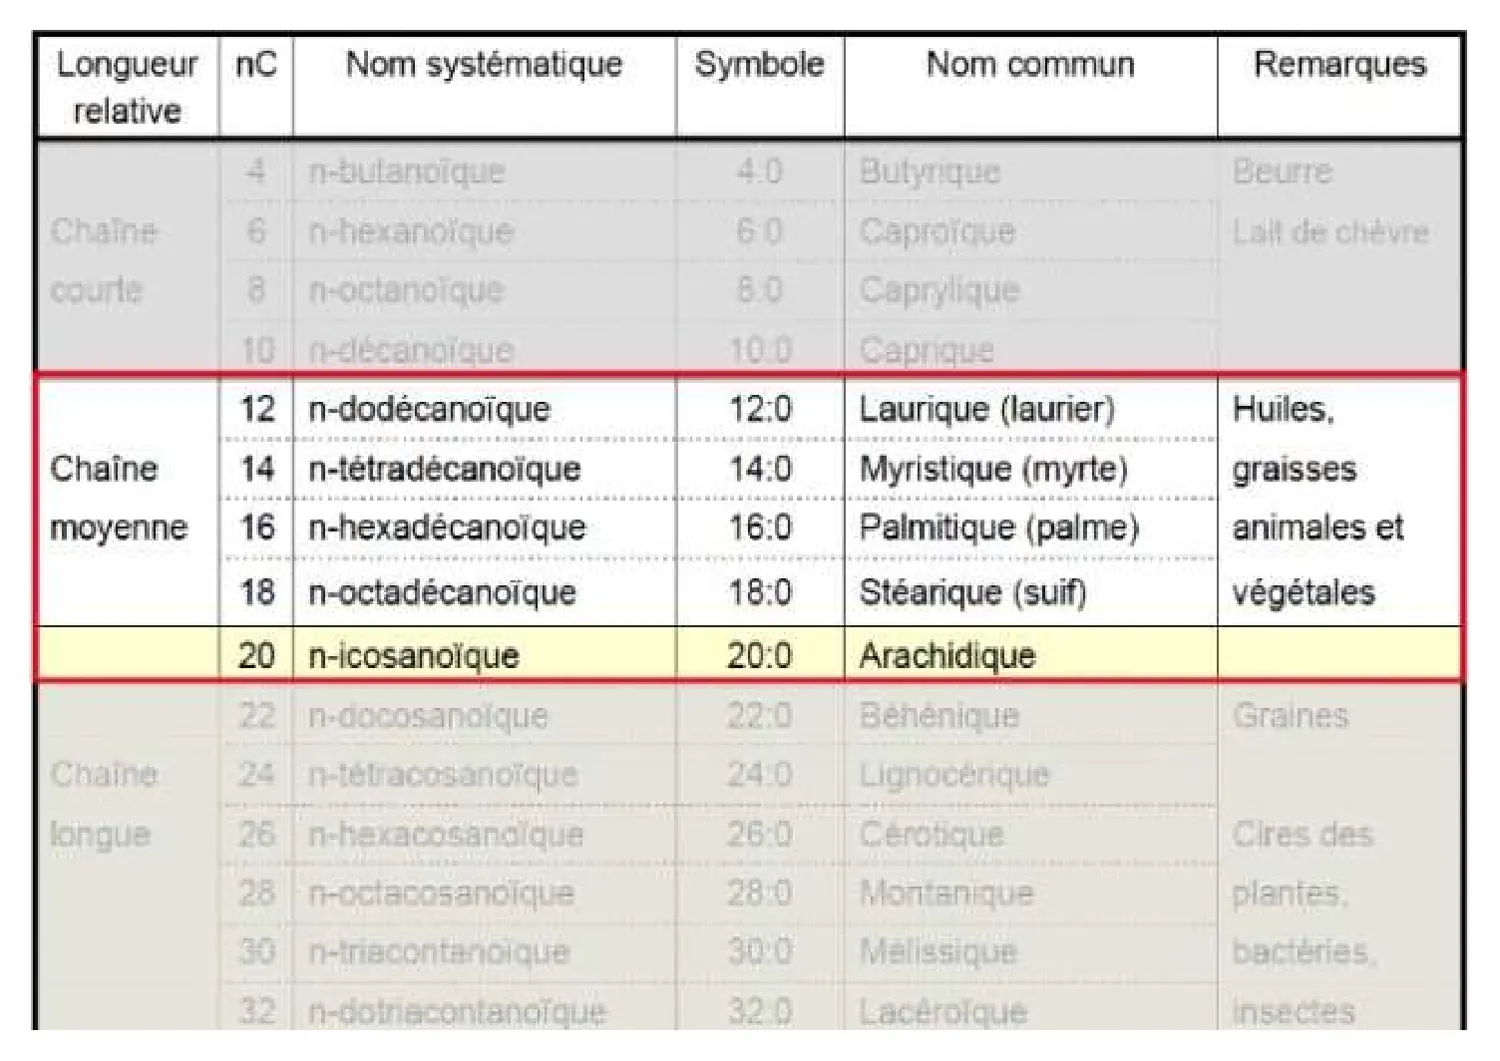 Longueur relative nC Nom systématique Symbole Nom commun Remarques
4 n-butanoïque 4:0 Butyrique Beurre
Chaîne 6 n-hexanoïque 6:0 Caproïque Lait de chèvre
courte 8 n-octanoïque 8:0 Caprylique
10 n-décanoïque 10:0 Caprique
12 n-dodécanoïque 12:0 Laurique (laurier) Huiles,
Chaîne 14 n-tétradécanoïque 14:0 Myristique (myrte) graisses
moyenne 16 n-hexadécanoïque 16:0 Palmitique (palme) animales et
18 n-octadécanoïque 18:0 Stéarique (suif) végétales
20 n-icosanoïque 20:0 Arachidique
22 n-docosanoïque 22:0 Béhénique Graines
Chaîne 24 n-tétracosanoïque 24:0 Lignocérique
longue 26 n-hexacosanoïque 26:0 Cérotique Cires des
28 n-octacosanoïque 28:0 Montanique plantes,
30 n-triacontanoïque 30:0 Mélissique bactéries,
32 n-dotriacontanoïque 32:0 Lacéroïque insectes